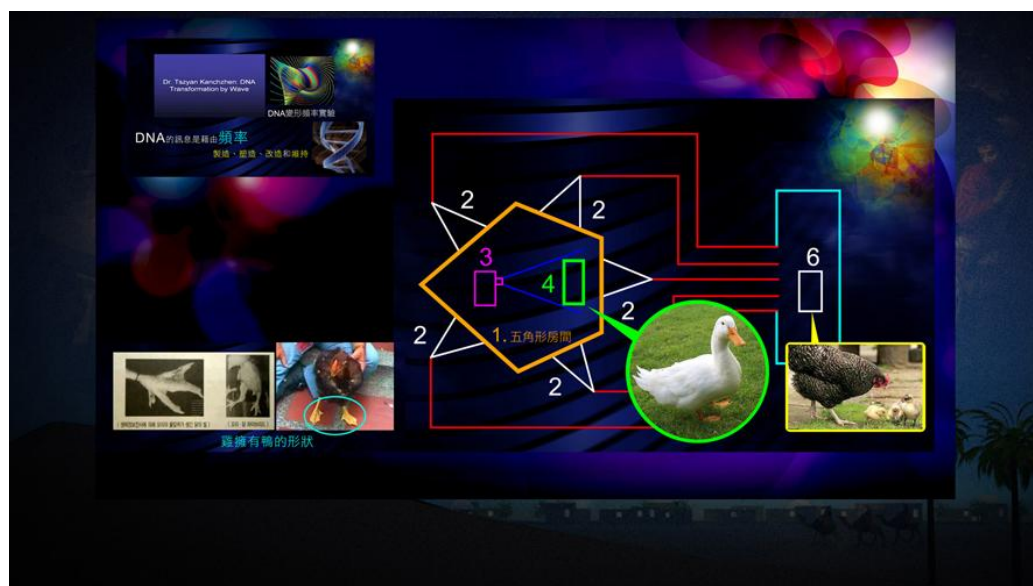 Dr. Tszyan Kanchzhen: DNA
Transformation by Wave
DNA變形頻率實驗
DNA的訊息是藉由頻率
製造、塑造、改造和維持
2
2
3
6
4
2
2
1. 五角形房間
2
雞擁有鴨的形狀